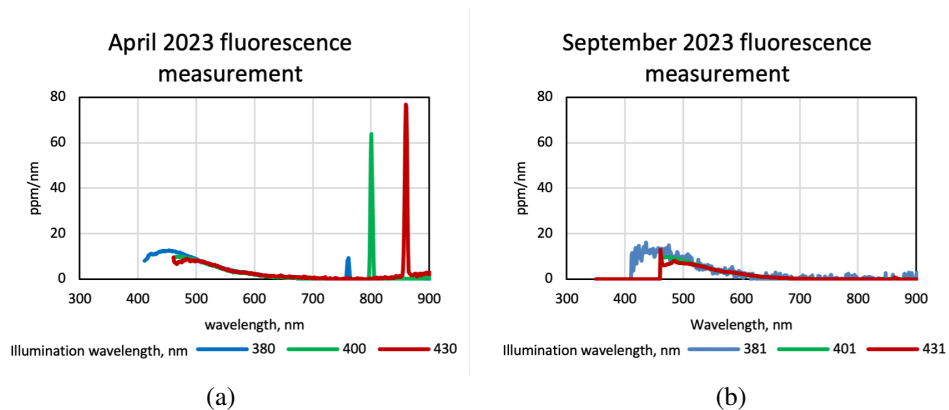 April 2023 fluorescence
measurement
80
60
40
20
0
ppm/nm
300 400 500 600 700 800 900
wavelength, nm
Illumination wavelength, nm 380 400 430
(a)
September 2023 fluorescence
measurement
80
60
40
20
0
ppm/nm
300 400 500 600 700 800 900
Wavelength, nm
Illumination wavelength, nm 381 401 431
(b)